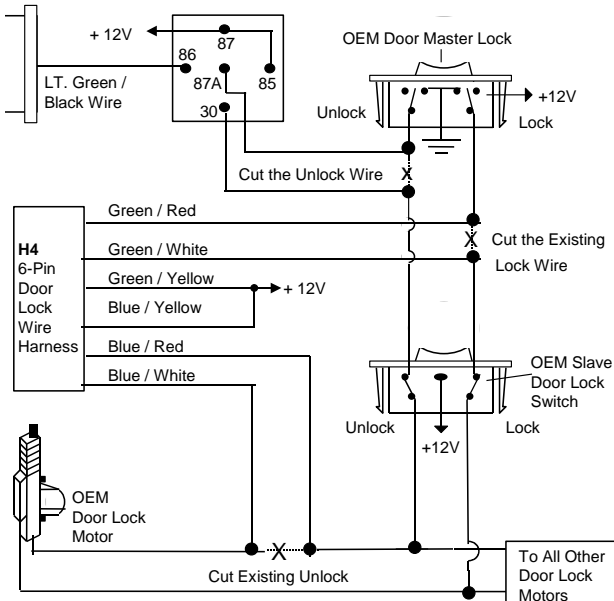 + 12V
87
86
87A
85
30
LT. Green /
Black Wire
OEM Door Master Lock
+12V
Unlock
Lock
Cut the Unlock Wire
X
H4
6-Pin
Door
Lock
Wire
Harness
Green / Red
Green / White
Green / Yellow
Blue / Yellow
Blue / Red
Blue / White
+ 12V
X
Cut the Existing
Lock Wire
OEM Slave
Door Lock
Switch
Unlock
Lock
+12V
OEM
Door Lock
Motor
X
Cut Existing Unlock
To All Other
Door Lock
Motors